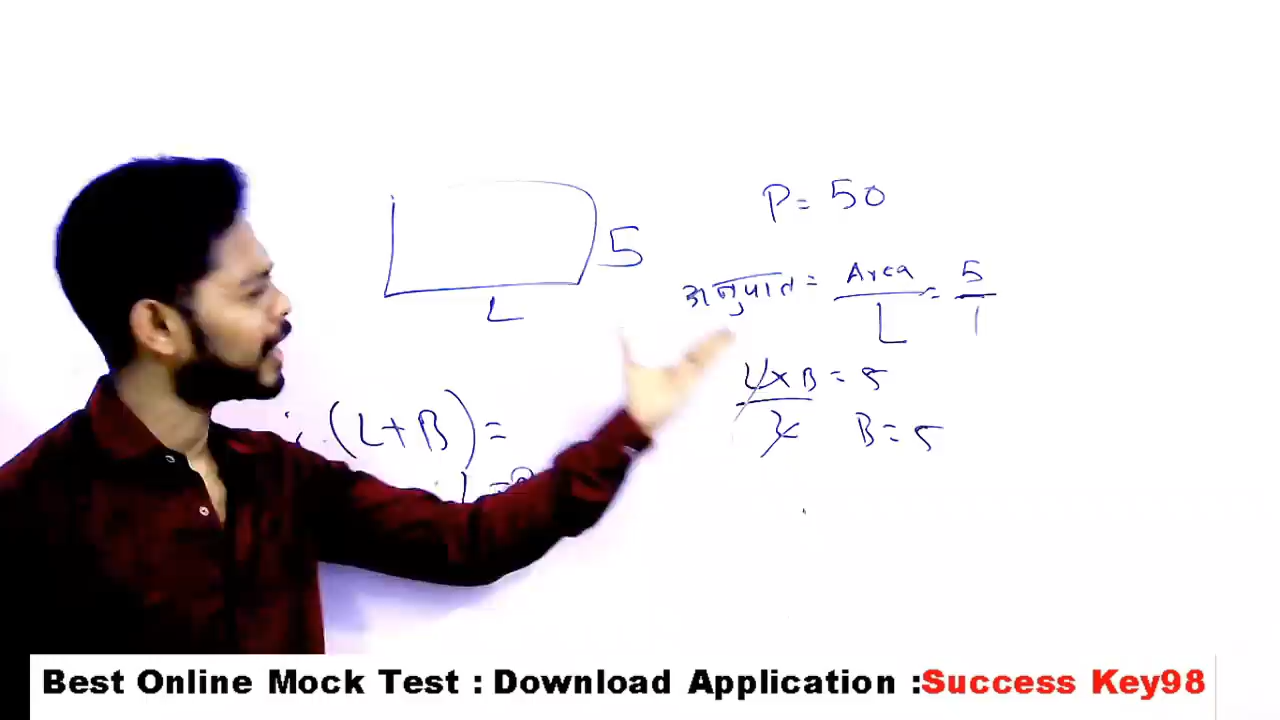 P = 50
5
अनुपात = Area / L = 5 / 1
L
L × B / L = 5
B = 5
(L + B) =
Best Online Mock Test : Download Application :Success Key98